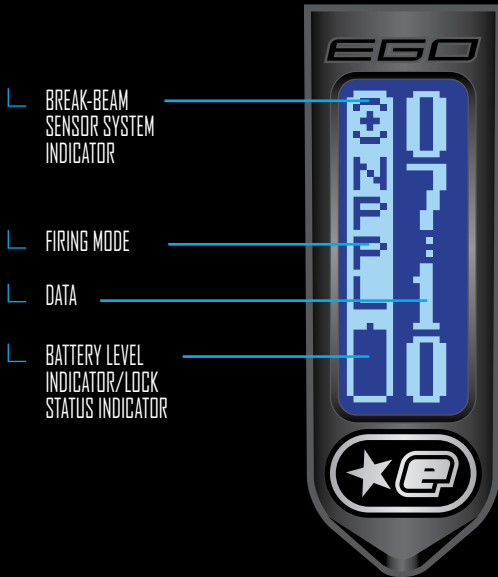 EGO
BREAK-BEAM
SENSOR SYSTEM
INDICATOR
FIRING MODE
DATA
BATTERY LEVEL
INDICATOR/LOCK
STATUS INDICATOR
NPPL
07:10
e